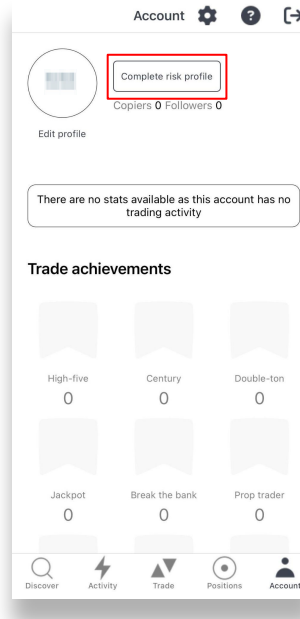 Account
Complete risk profile
Copiers 0 Followers 0
Edit profile
There are no stats available as this account has no
trading activity
Trade achievements
High-five Century Double-ton
0 0 0
Jackpot Break the bank Prop trader
0 0 0
Discover Activity Trade Positions Account